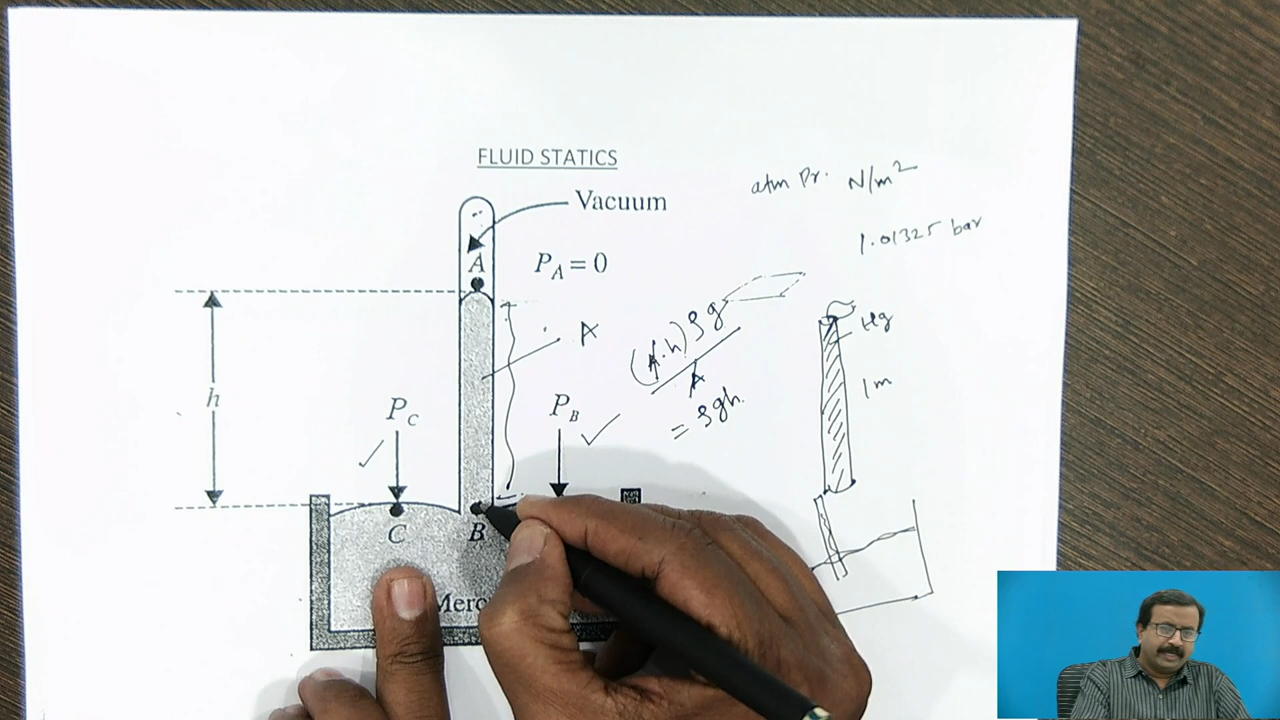 FLUID STATICS
Vacuum
A
P_A = 0
h
P_C
C
P_B
B
Merc
atm Pr. N/m²
1.01325 bar
A
(A.h) ρg
A
= ρgh.
Hg
1m